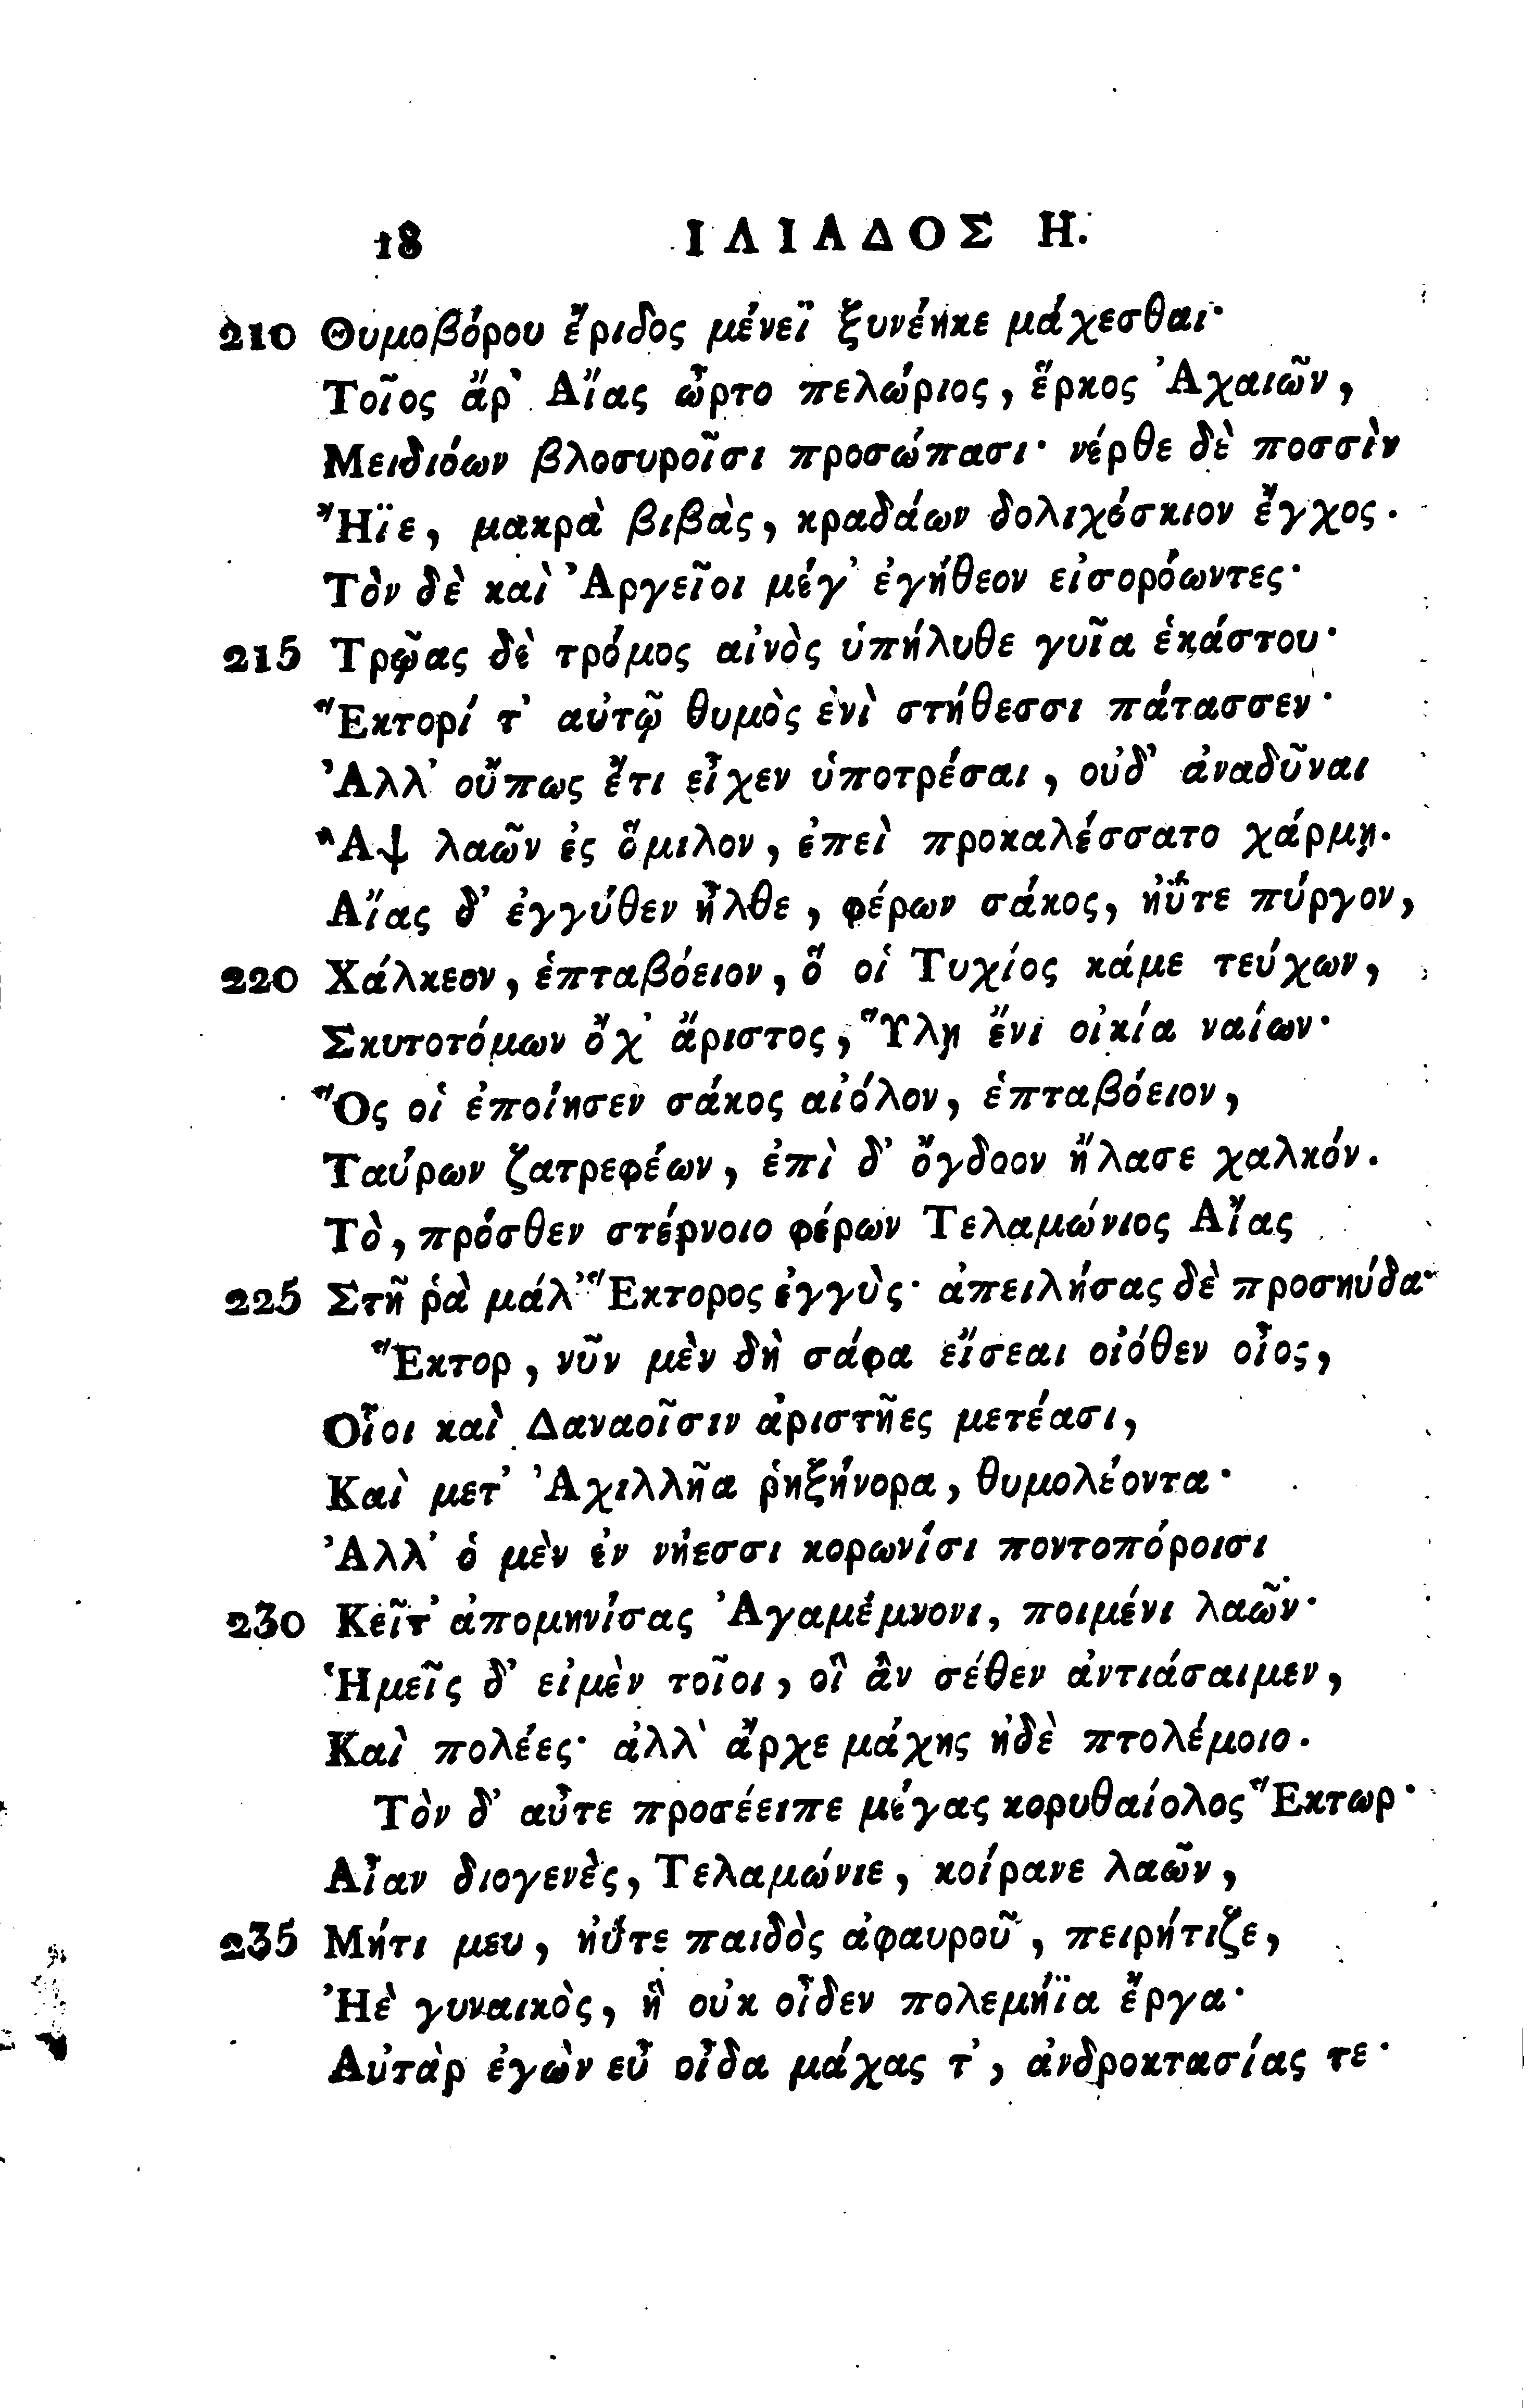 18 ΙΛΙΑΔΟΣ Η.
210 Θυμοβόρου ἔριδος μένεϊ ξυνέηκε μάχεσθαι·
Τοῖος ἄρ' Αἴας ὦρτο πελώριος, ἕρκος Ἀχαιῶν,
Μειδιόων βλοσυροῖσι προσώπασι· νέρθε δὲ ποσσὶν
Ἤϊε, μακρὰ βιβὰς, κραδάων δολιχόσκιον ἔγχος.
Τὸν δὲ καὶ Ἀργεῖοι μέγ' ἐγήθεον εἰσορόωντες·
215 Τρῶας δὲ τρόμος αἰνὸς ὑπήλυθε γυῖα ἑκάστου·
Ἕκτορί τ' αὐτῷ θυμὸς ἐνὶ στήθεσσι πάτασσεν·
Ἀλλ' οὔπως ἔτι εἶχεν ὑποτρέσαι, οὐδ' ἀναδῦναι
Ἂψ λαῶν ἐς ὅμιλον, ἐπεὶ προκαλέσσατο χάρμῃ.
Αἴας δ' ἐγγύθεν ἦλθε, φέρων σάκος, ἠΰτε πύργον,
220 Χάλκεον, ἑπταβόειον, ὅ οἱ Τυχίος κάμε τεύχων,
Σκυτοτόμων ὄχ' ἄριστος, Ὕλῃ ἔνι οἰκία ναίων·
Ὅς οἱ ἐποίησεν σάκος αἰόλον, ἑπταβόειον,
Ταύρων ζατρεφέων, ἐπὶ δ' ὄγδοον ἤλασε χαλκόν.
Τὸ, πρόσθεν στέρνοιο φέρων Τελαμώνιος Αἴας
225 Στῆ ῥὰ μάλ' Ἕκτορος ἐγγὺς· ἀπειλήσας δὲ προσηύδα·
Ἕκτορ, νῦν μὲν δὴ σάφα εἴσεαι οἰόθεν οἶος,
Οἷοι καὶ Δαναοῖσιν ἀριστῆες μετέασι,
Καὶ μετ' Ἀχιλλῆα ῥηξήνορα, θυμολέοντα·
Ἀλλ' ὁ μὲν ἐν νήεσσι κορωνίσι ποντοπόροισι
230 Κεῖτ' ἀπομηνίσας Ἀγαμέμνονι, ποιμένι λαῶν·
Ἡμεῖς δ' εἰμὲν τοῖοι, οἳ ἂν σέθεν ἀντιάσαιμεν,
Καὶ πολέες· ἀλλ' ἄρχε μάχης ἠδὲ πτολέμοιο.
Τὸν δ' αὖτε προσέειπε μέγας κορυθαίολος Ἕκτωρ·
Αἶαν διογενὲς, Τελαμώνιε, κοίρανε λαῶν,
235 Μήτι μευ, ἠΰτε παιδὸς ἀφαυροῦ, πειρήτιζε,
Ἠὲ γυναικὸς, ἣ οὐκ οἶδεν πολεμήϊα ἔργα·
Αὐτὰρ ἐγὼν εὖ οἶδα μάχας τ', ἀνδροκτασίας τε·